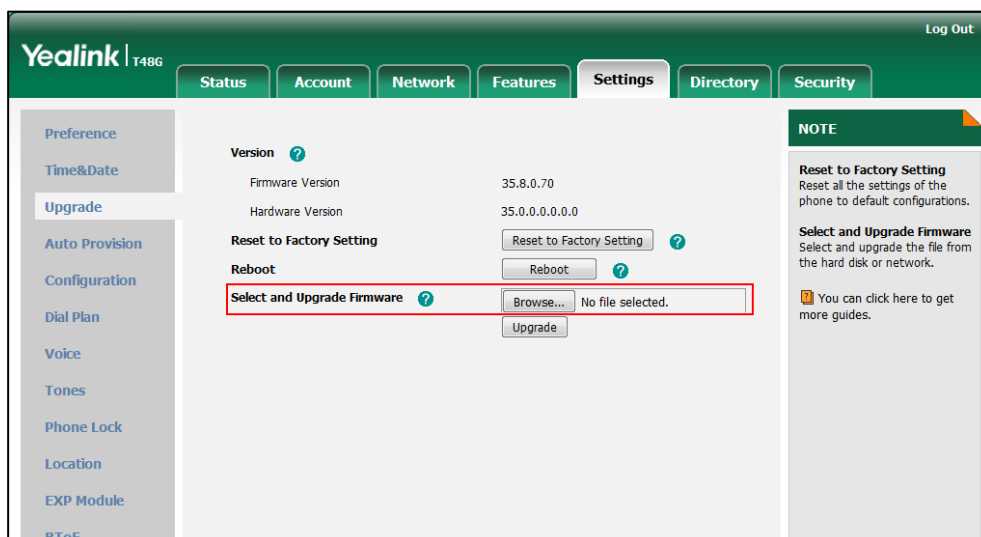 Log Out
Yealink T48G
Status Account Network Features Settings Directory Security
Preference
Time&Date
Upgrade
Auto Provision
Configuration
Dial Plan
Voice
Tones
Phone Lock
Location
EXP Module
BToE
Version ?
Firmware Version 35.8.0.70
Hardware Version 35.0.0.0.0.0.0
Reset to Factory Setting Reset to Factory Setting ?
Reboot Reboot ?
Select and Upgrade Firmware ? Browse... No file selected.
Upgrade
NOTE
Reset to Factory Setting
Reset all the settings of the
phone to default configurations.
Select and Upgrade Firmware
Select and upgrade the file from
the hard disk or network.
? You can click here to get
more guides.